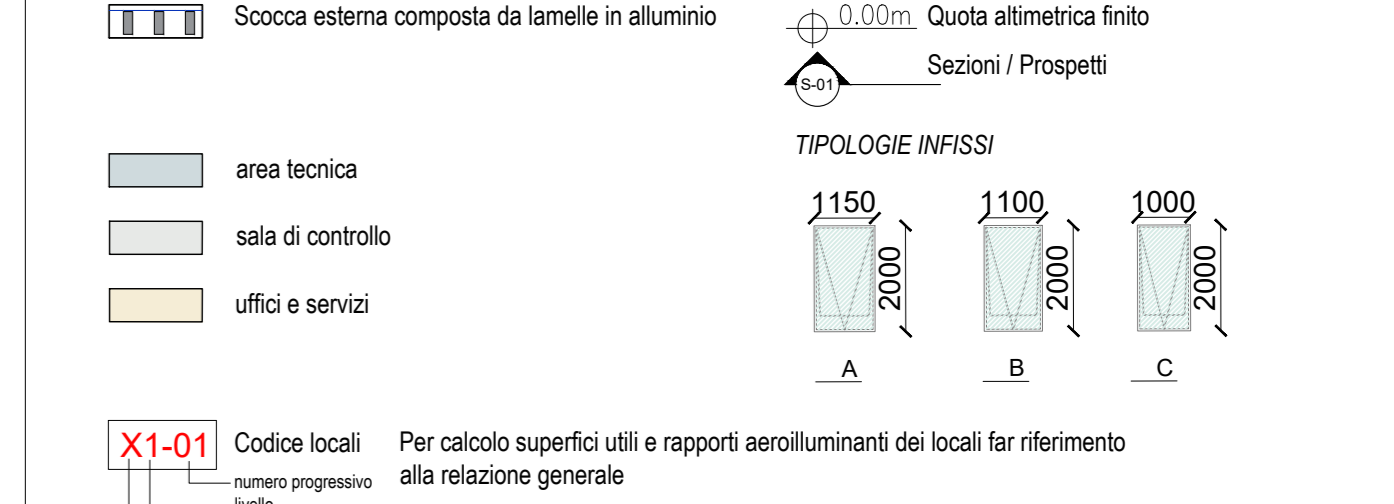 Scocca esterna composta da lamelle in alluminio
0.00m Quota altimetrica finito
S-01
Sezioni / Prospetti
TIPOLOGIE INFISSI
area tecnica
sala di controllo
uffici e servizi
1150
2000
A
1100
2000
B
1000
2000
C
X1-01
Codice locali
numero progressivo
livello
Per calcolo superfici utili e rapporti aeroilluminanti dei locali far riferimento
alla relazione generale